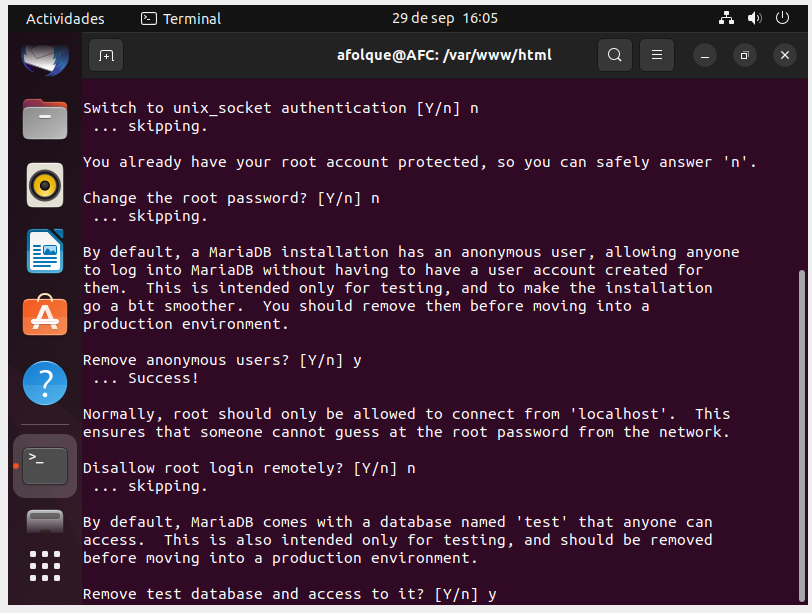 Actividades
Terminal
29 de sep 16:05
afolque@AFC: /var/www/html
Switch to unix_socket authentication [Y/n] n
 ... skipping.
You already have your root account protected, so you can safely answer 'n'.
Change the root password? [Y/n] n
 ... skipping.
By default, a MariaDB installation has an anonymous user, allowing anyone
to log into MariaDB without having to have a user account created for
them.  This is intended only for testing, and to make the installation
go a bit smoother.  You should remove them before moving into a
production environment.
Remove anonymous users? [Y/n] y
 ... Success!
Normally, root should only be allowed to connect from 'localhost'.  This
ensures that someone cannot guess at the root password from the network.
Disallow root login remotely? [Y/n] n
 ... skipping.
By default, MariaDB comes with a database named 'test' that anyone can
access.  This is also intended only for testing, and should be removed
before moving into a production environment.
Remove test database and access to it? [Y/n] y